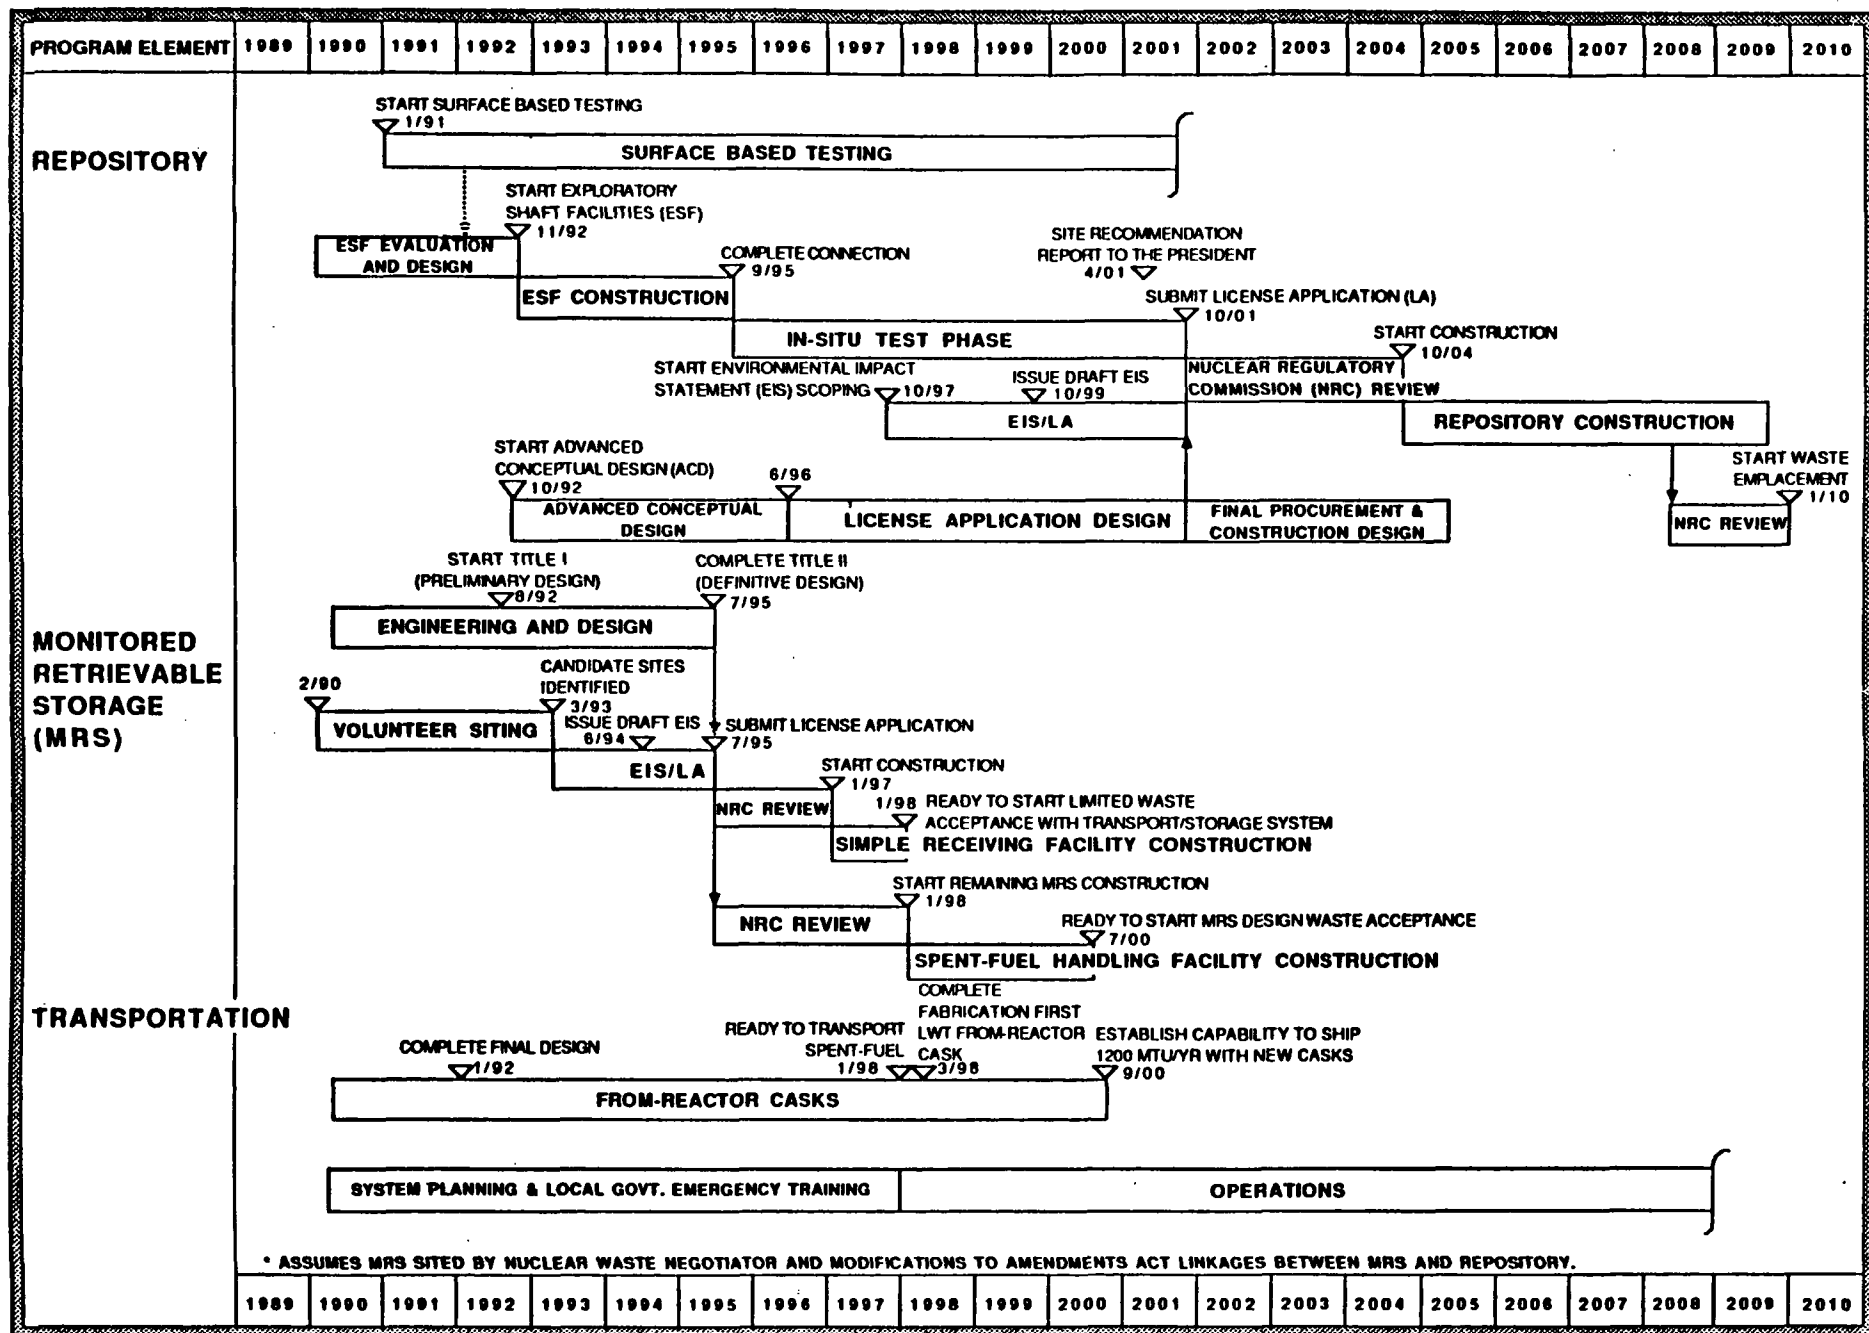 PROGRAM ELEMENT 1989 1990 1991 1992 1993 1994 1995 1996 1997 1998 1999 2000 2001 2002 2003 2004 2005 2006 2007 2008 2009 2010
START SURFACE BASED TESTING
1/91
REPOSITORY
SURFACE BASED TESTING
START EXPLORATORY
SHAFT FACILITIES (ESF)
11/92
ESF EVALUATION
AND DESIGN
COMPLETE CONNECTION
9/95
SITE RECOMMENDATION
REPORT TO THE PRESIDENT
4/01
ESF CONSTRUCTION
SUBMIT LICENSE APPLICATION (LA)
10/01
IN-SITU TEST PHASE
START CONSTRUCTION
10/04
START ENVIRONMENTAL IMPACT
STATEMENT (EIS) SCOPING 10/97
ISSUE DRAFT EIS
10/99
NUCLEAR REGULATORY
COMMISSION (NRC) REVIEW
EIS/LA
REPOSITORY CONSTRUCTION
START ADVANCED
CONCEPTUAL DESIGN (ACD)
10/92
6/96
START WASTE
EMPLACEMENT
1/10
ADVANCED CONCEPTUAL
DESIGN
LICENSE APPLICATION DESIGN
FINAL PROCUREMENT &
CONSTRUCTION DESIGN
NRC REVIEW
START TITLE I
(PRELIMINARY DESIGN)
8/92
COMPLETE TITLE II
(DEFINITIVE DESIGN)
7/95
ENGINEERING AND DESIGN
MONITORED
RETRIEVABLE
STORAGE
(MRS)
2/90
CANDIDATE SITES
IDENTIFIED
3/93
VOLUNTEER SITING
ISSUE DRAFT EIS
6/94
SUBMIT LICENSE APPLICATION
7/95
EIS/LA
START CONSTRUCTION
1/97
NRC REVIEW
1/98 READY TO START LIMITED WASTE
ACCEPTANCE WITH TRANSPORT/STORAGE SYSTEM
SIMPLE RECEIVING FACILITY CONSTRUCTION
START REMAINING MRS CONSTRUCTION
1/98
NRC REVIEW
READY TO START MRS DESIGN WASTE ACCEPTANCE
7/00
SPENT-FUEL HANDLING FACILITY CONSTRUCTION
TRANSPORTATION
COMPLETE FINAL DESIGN
1/92
READY TO TRANSPORT
SPENT-FUEL
1/98
COMPLETE
FABRICATION FIRST
LWT FROM-REACTOR
CASK
3/98
ESTABLISH CAPABILITY TO SHIP
1200 MTU/YR WITH NEW CASKS
9/00
FROM-REACTOR CASKS
SYSTEM PLANNING & LOCAL GOVT. EMERGENCY TRAINING
OPERATIONS
* ASSUMES MRS SITED BY NUCLEAR WASTE NEGOTIATOR AND MODIFICATIONS TO AMENDMENTS ACT LINKAGES BETWEEN MRS AND REPOSITORY.
1989 1990 1991 1992 1993 1994 1995 1996 1997 1998 1999 2000 2001 2002 2003 2004 2005 2006 2007 2008 2009 2010